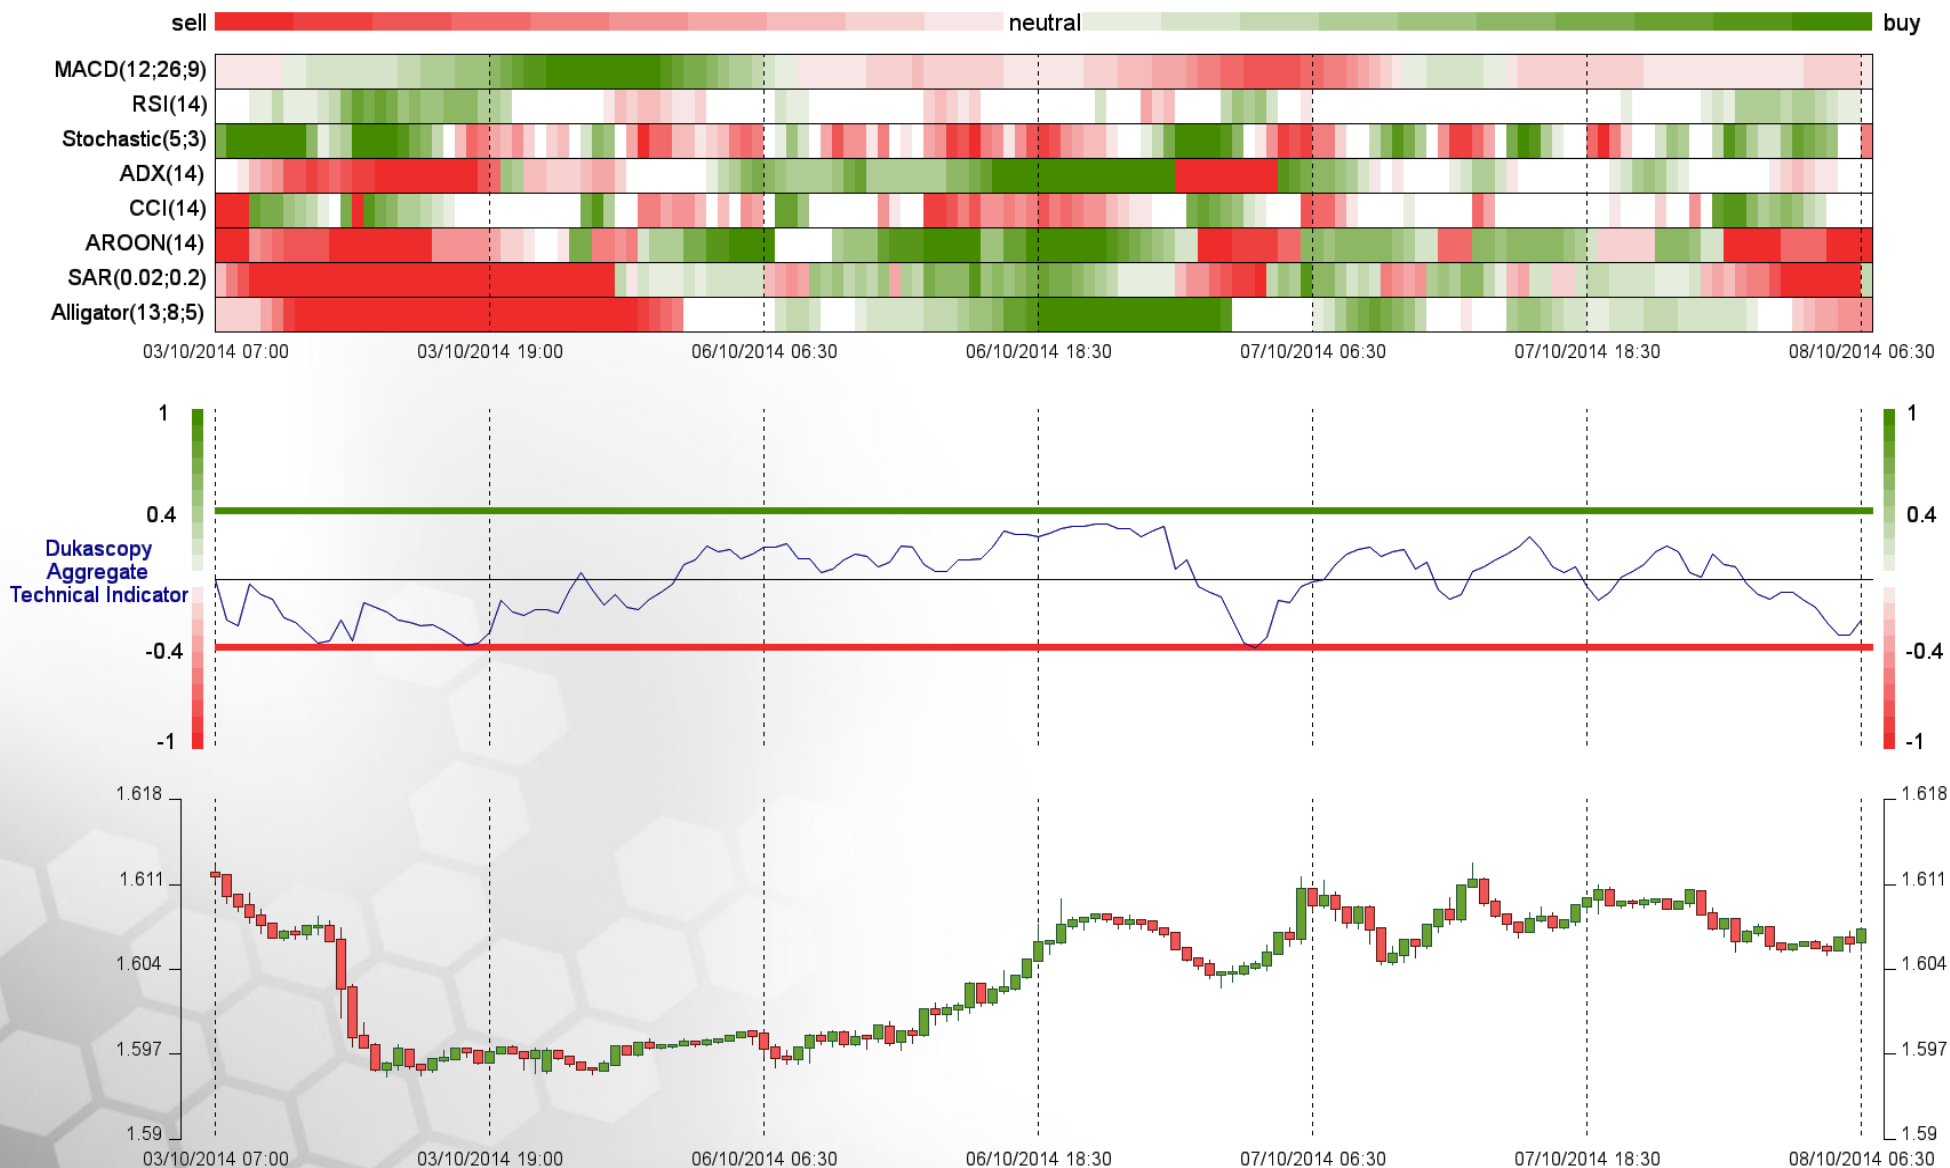 sell neutral buy
MACD(12;26;9)
RSI(14)
Stochastic(5;3)
ADX(14)
CCI(14)
AROON(14)
SAR(0.02;0.2)
Alligator(13;8;5)
03/10/2014 07:00 03/10/2014 19:00 06/10/2014 06:30 06/10/2014 18:30 07/10/2014 06:30 07/10/2014 18:30 08/10/2014 06:30
1 1
0.4 0.4
Dukascopy
Aggregate
Technical Indicator
-0.4 -0.4
-1 -1
1.618 1.618
1.611 1.611
1.604 1.604
1.597 1.597
1.59 1.59
03/10/2014 07:00 03/10/2014 19:00 06/10/2014 06:30 06/10/2014 18:30 07/10/2014 06:30 07/10/2014 18:30 08/10/2014 06:30